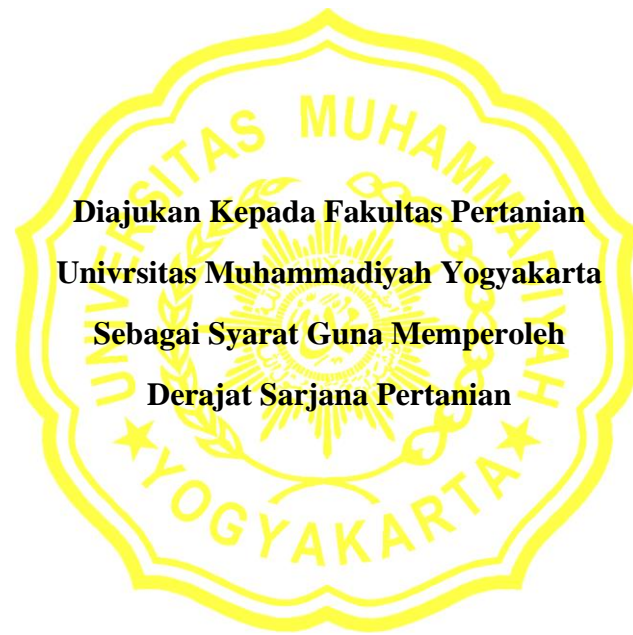 UNIVERSITAS MUHAMMADIYAH
Diajukan Kepada Fakultas Pertanian
Univrsitas Muhammadiyah Yogyakarta
Sebagai Syarat Guna Memperoleh
Derajat Sarjana Pertanian
YOGYAKARTA